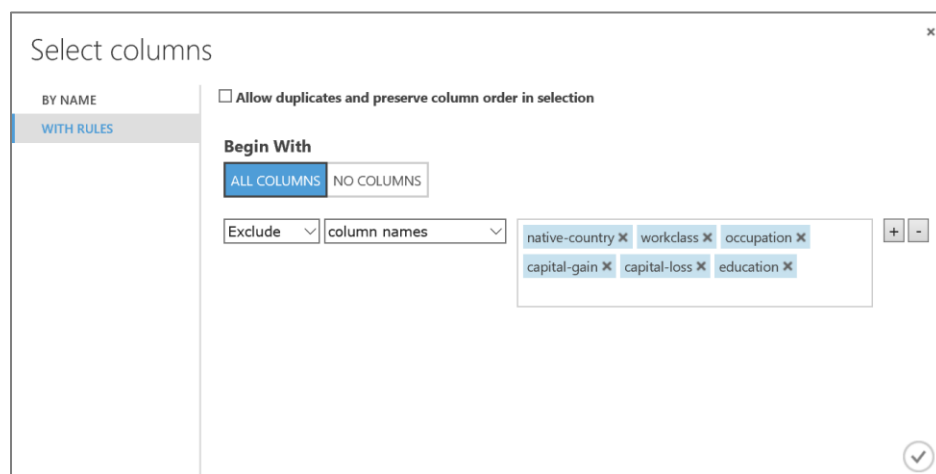 Select columns
BY NAME
WITH RULES
Allow duplicates and preserve column order in selection
Begin With
ALL COLUMNS NO COLUMNS
Exclude column names native-country workclass occupation + -
capital-gain capital-loss education